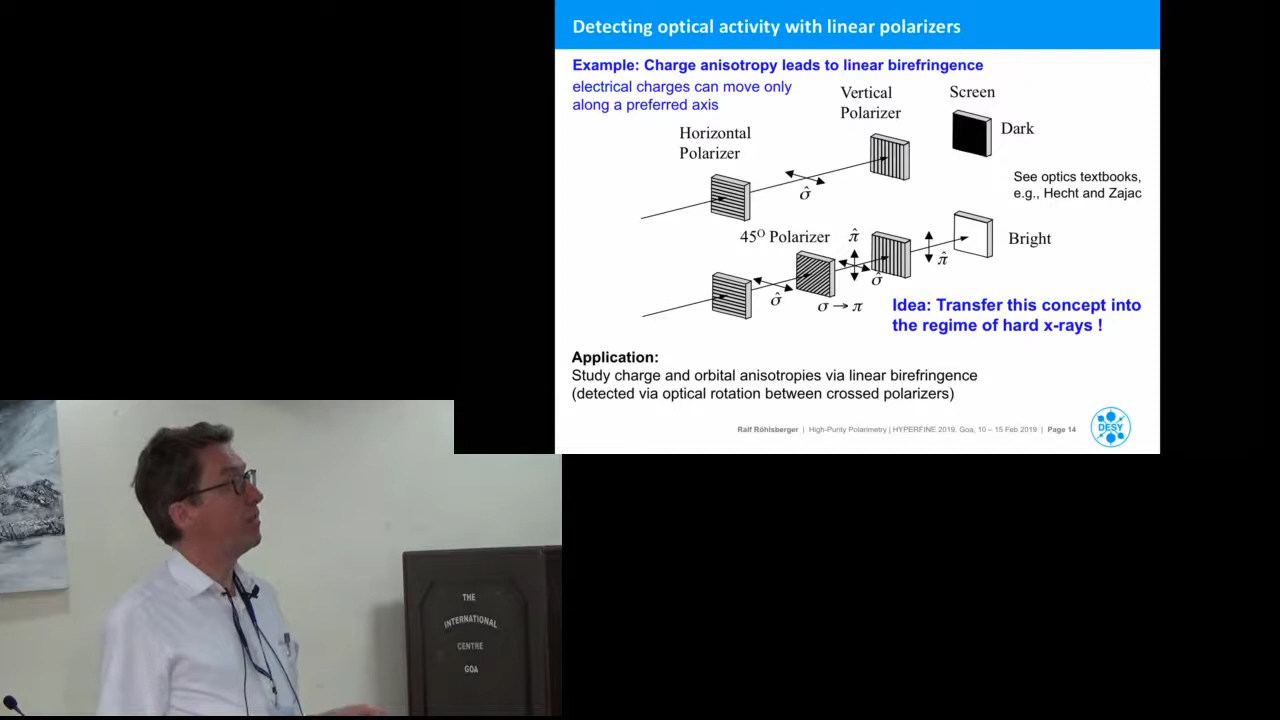 Detecting optical activity with linear polarizers
Example: Charge anisotropy leads to linear birefringence
electrical charges can move only
along a preferred axis
Vertical
Polarizer
Screen
Dark
Horizontal
Polarizer
σ̂
See optics textbooks,
e.g., Hecht and Zajac
45O Polarizer
π̂
Bright
σ̂
σ̂
π̂
σ → π
Idea: Transfer this concept into
the regime of hard x-rays !
Application:
Study charge and orbital anisotropies via linear birefringence
(detected via optical rotation between crossed polarizers)
Ralf Röhlsberger | High-Purity Polarimetry | HYPERFINE 2019. Goa, 10 – 15 Feb 2019 | Page 14
DESY
THE
INTERNATIONAL
CENTRE
GOA